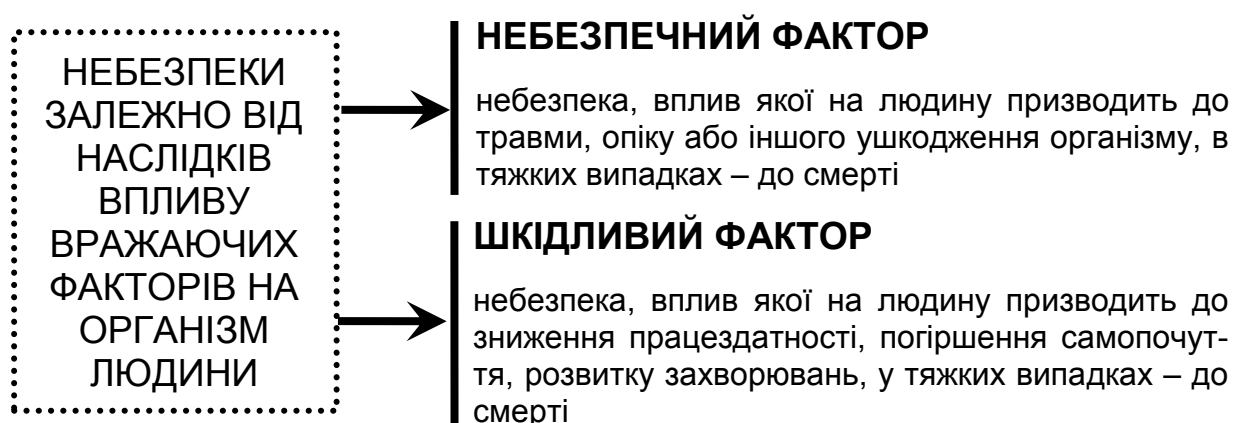 НЕБЕЗПЕКИ
ЗАЛЕЖНО ВІД
НАСЛІДКІВ
ВПЛИВУ
ВРАЖАЮЧИХ
ФАКТОРІВ НА
ОРГАНІЗМ
ЛЮДИНИ
НЕБЕЗПЕЧНИЙ ФАКТОР
небезпека, вплив якої на людину призводить до
травми, опіку або іншого ушкодження організму, в
тяжких випадках – до смерті
ШКІДЛИВИЙ ФАКТОР
небезпека, вплив якої на людину призводить до
зниження працездатності, погіршення самопочут-
тя, розвитку захворювань, у тяжких випадках – до
смерті